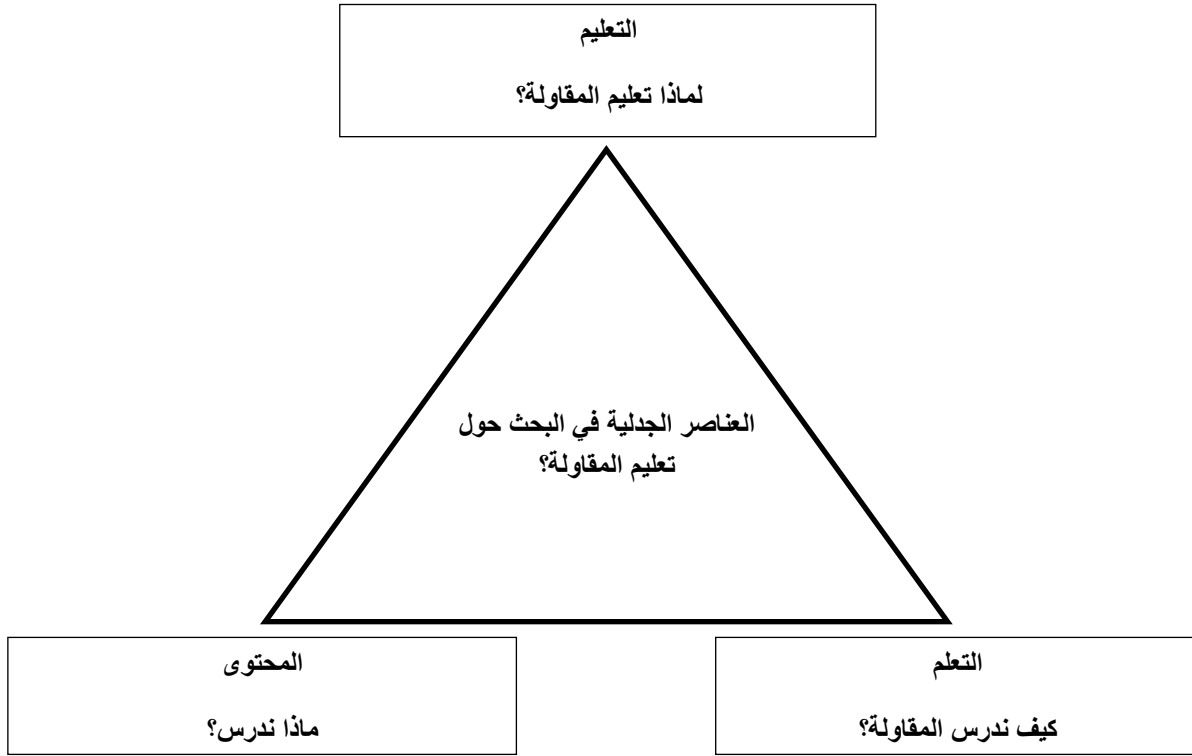 التعليم
لماذا تعليم المقاولة؟
العناصر الجدلية في البحث حول
تعليم المقاولة؟
التعلم
كيف ندرس المقاولة؟
المحتوى
ماذا ندرس؟